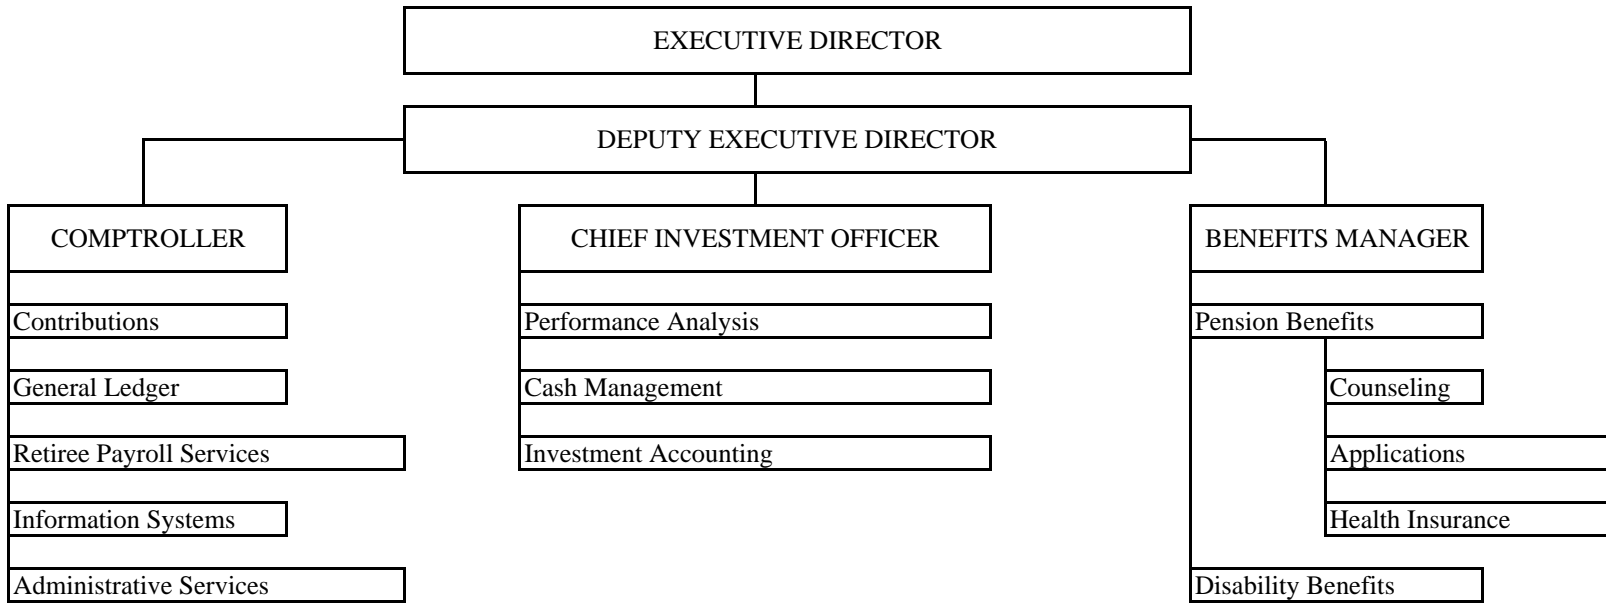 EXECUTIVE DIRECTOR
DEPUTY EXECUTIVE DIRECTOR
COMPTROLLER
Contributions
General Ledger
Retiree Payroll Services
Information Systems
Administrative Services
CHIEF INVESTMENT OFFICER
Performance Analysis
Cash Management
Investment Accounting
BENEFITS MANAGER
Pension Benefits
Counseling
Applications
Health Insurance
Disability Benefits